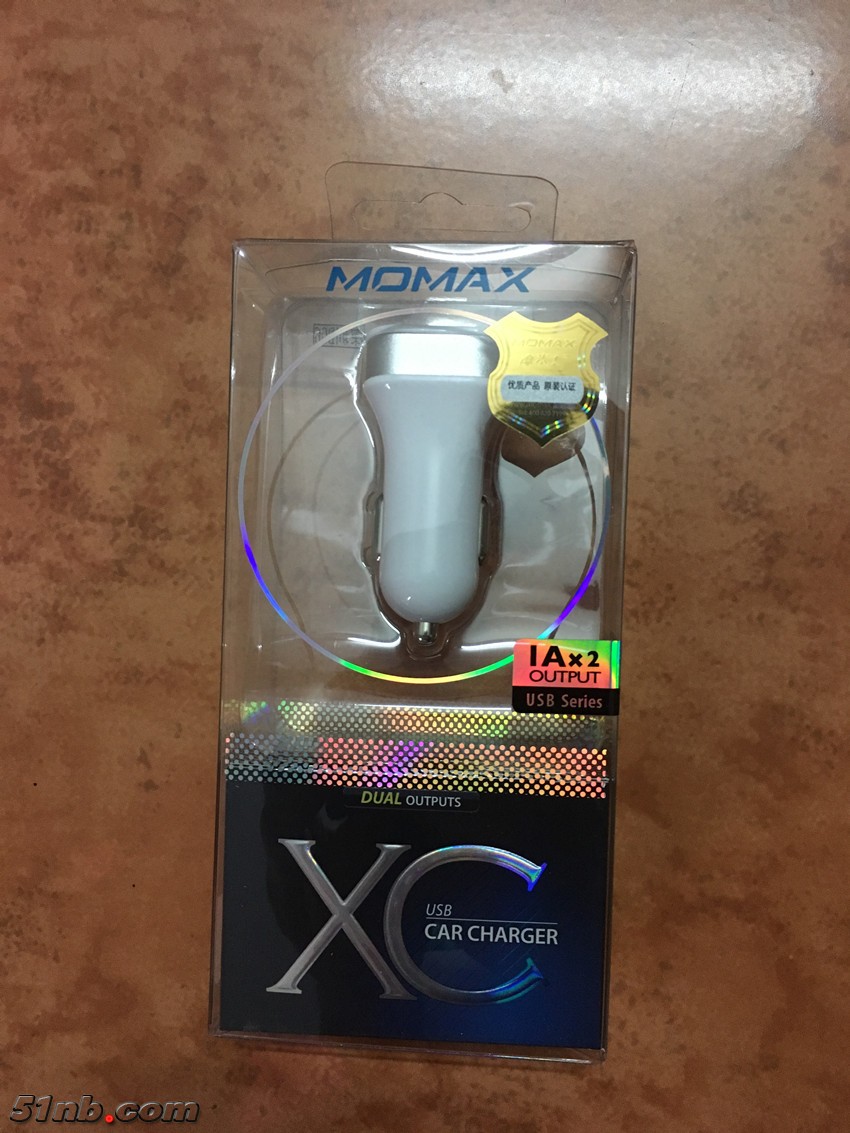 MOMAX
MOMAX
优质产品 原装认证
1A×2
OUTPUT
USB Series
DUAL OUTPUTS
XC
USB
CAR CHARGER
51nb.com